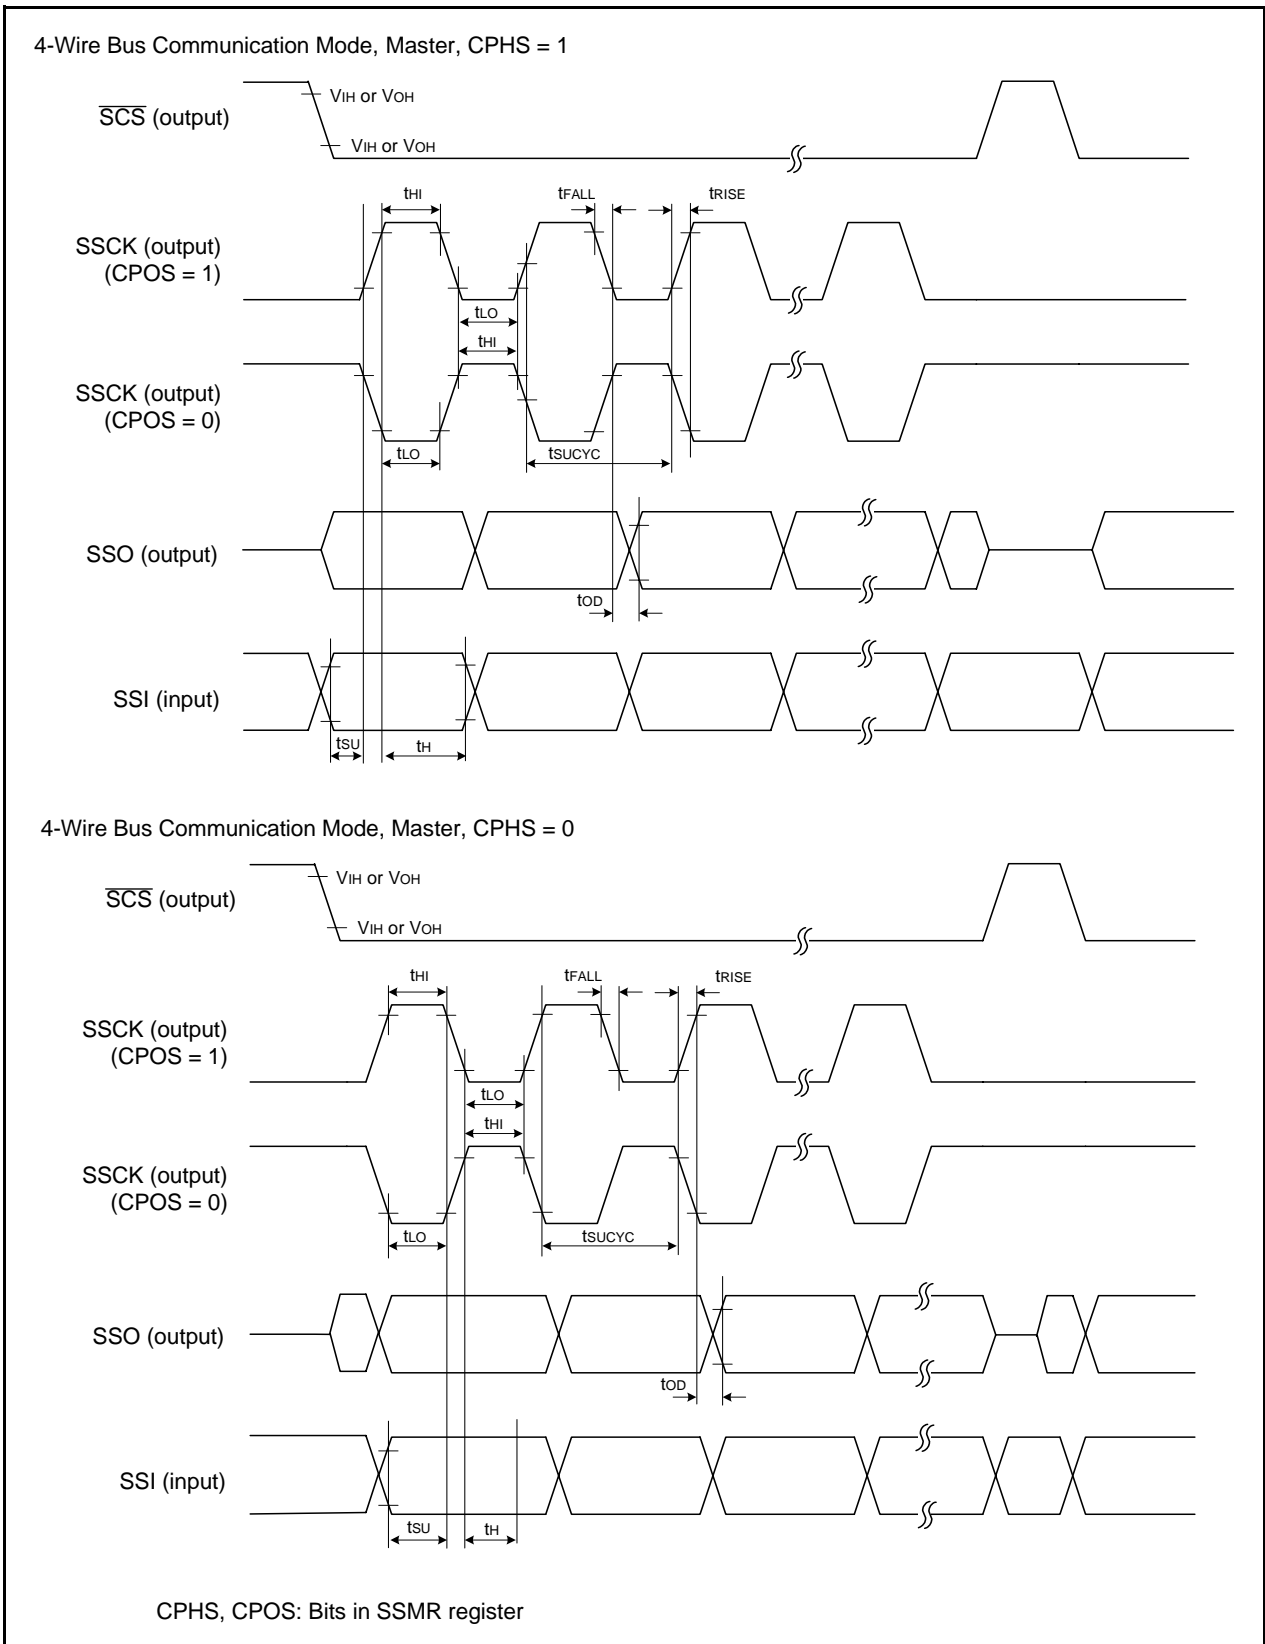 4-Wire Bus Communication Mode, Master, CPHS = 1
VIH or VOH
SCS (output)
VIH or VOH
tHI
tFALL
tRISE
SSCK (output)
(CPOS = 1)
tLO
tHI
SSCK (output)
(CPOS = 0)
tLO
tSUCYC
SSO (output)
tOD
SSI (input)
tSU
tH
4-Wire Bus Communication Mode, Master, CPHS = 0
VIH or VOH
SCS (output)
VIH or VOH
tHI
tFALL
tRISE
SSCK (output)
(CPOS = 1)
tLO
tHI
SSCK (output)
(CPOS = 0)
tLO
tSUCYC
SSO (output)
tOD
SSI (input)
tSU
tH
CPHS, CPOS: Bits in SSMR register